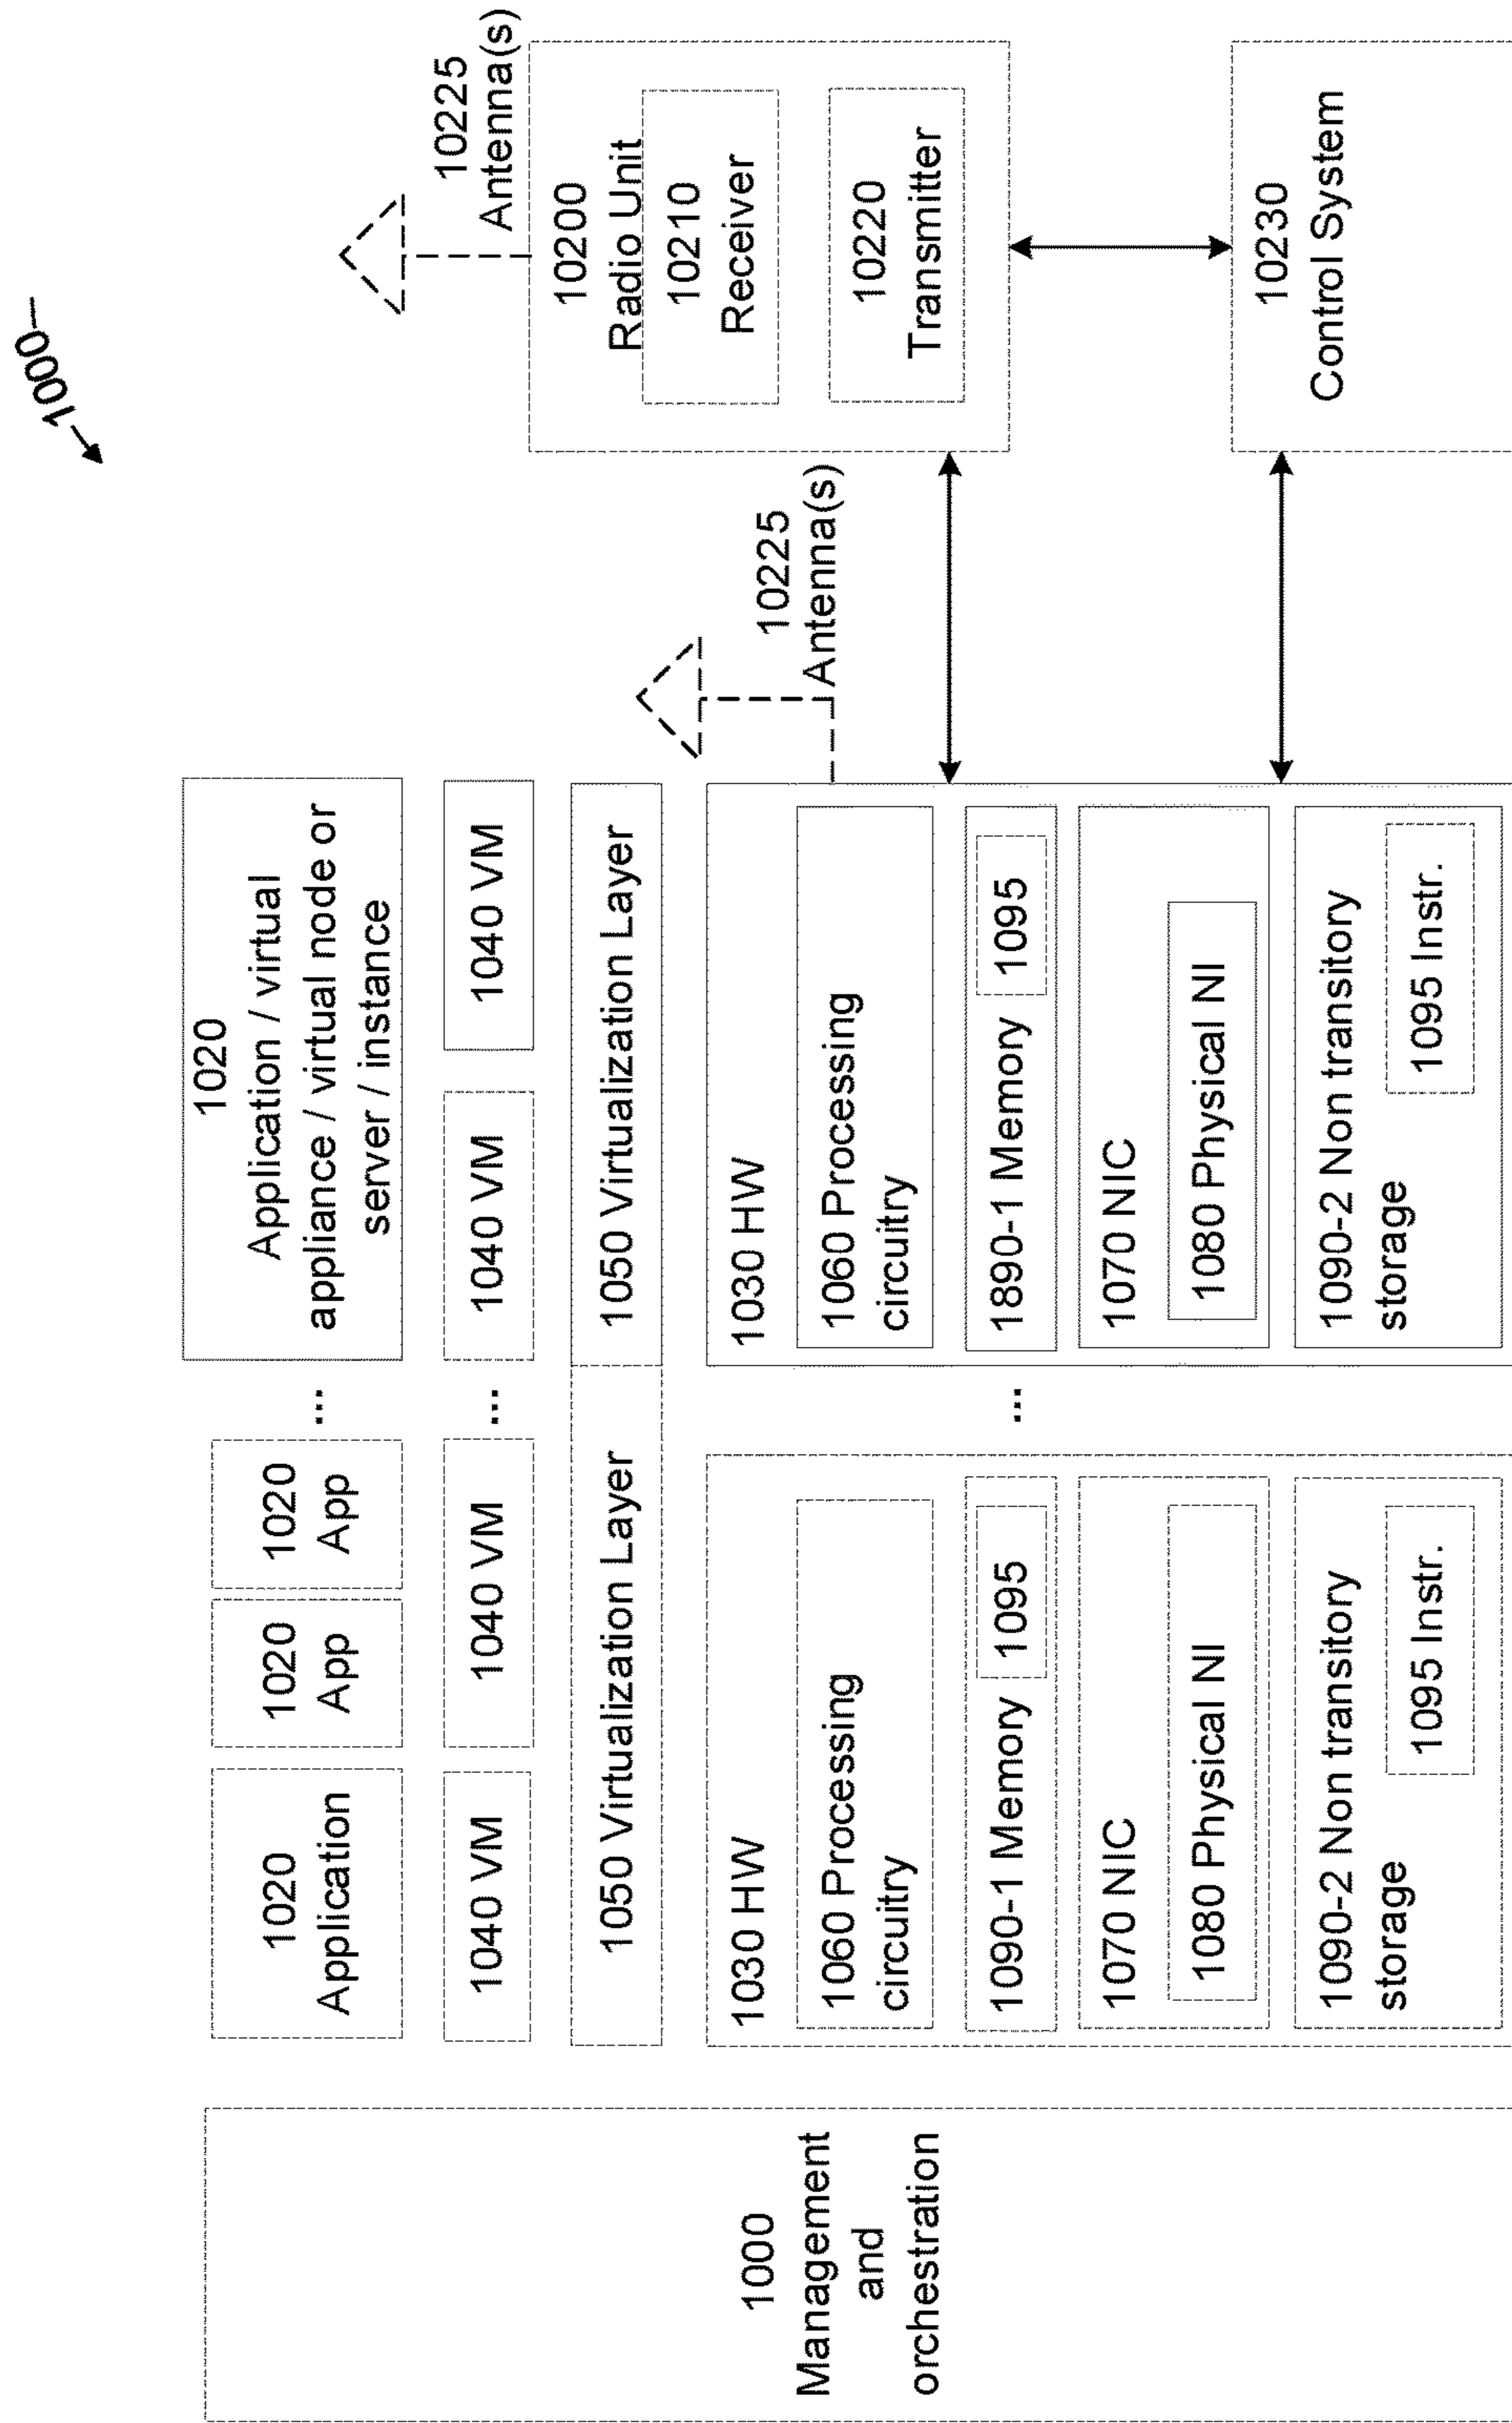 1000
1020
Application
1020
App
1020
App
...
1020
Application / virtual
appliance / virtual node or
server / instance
1040 VM
1040 VM
...
1040 VM
1040 VM
1050 Virtualization Layer
1050 Virtualization Layer
1000
Management
and
orchestration
1030 HW
1060 Processing
circuitry
1090-1 Memory
1095
1070 NIC
1080 Physical NI
1090-2 Non transitory
storage
1095 Instr.
...
1030 HW
1060 Processing
circuitry
1890-1 Memory
1095
1070 NIC
1080 Physical NI
1090-2 Non transitory
storage
1095 Instr.
10225
Antenna(s)
10225
Antenna(s)
10200
Radio Unit
10210
Receiver
10220
Transmitter
10230
Control System